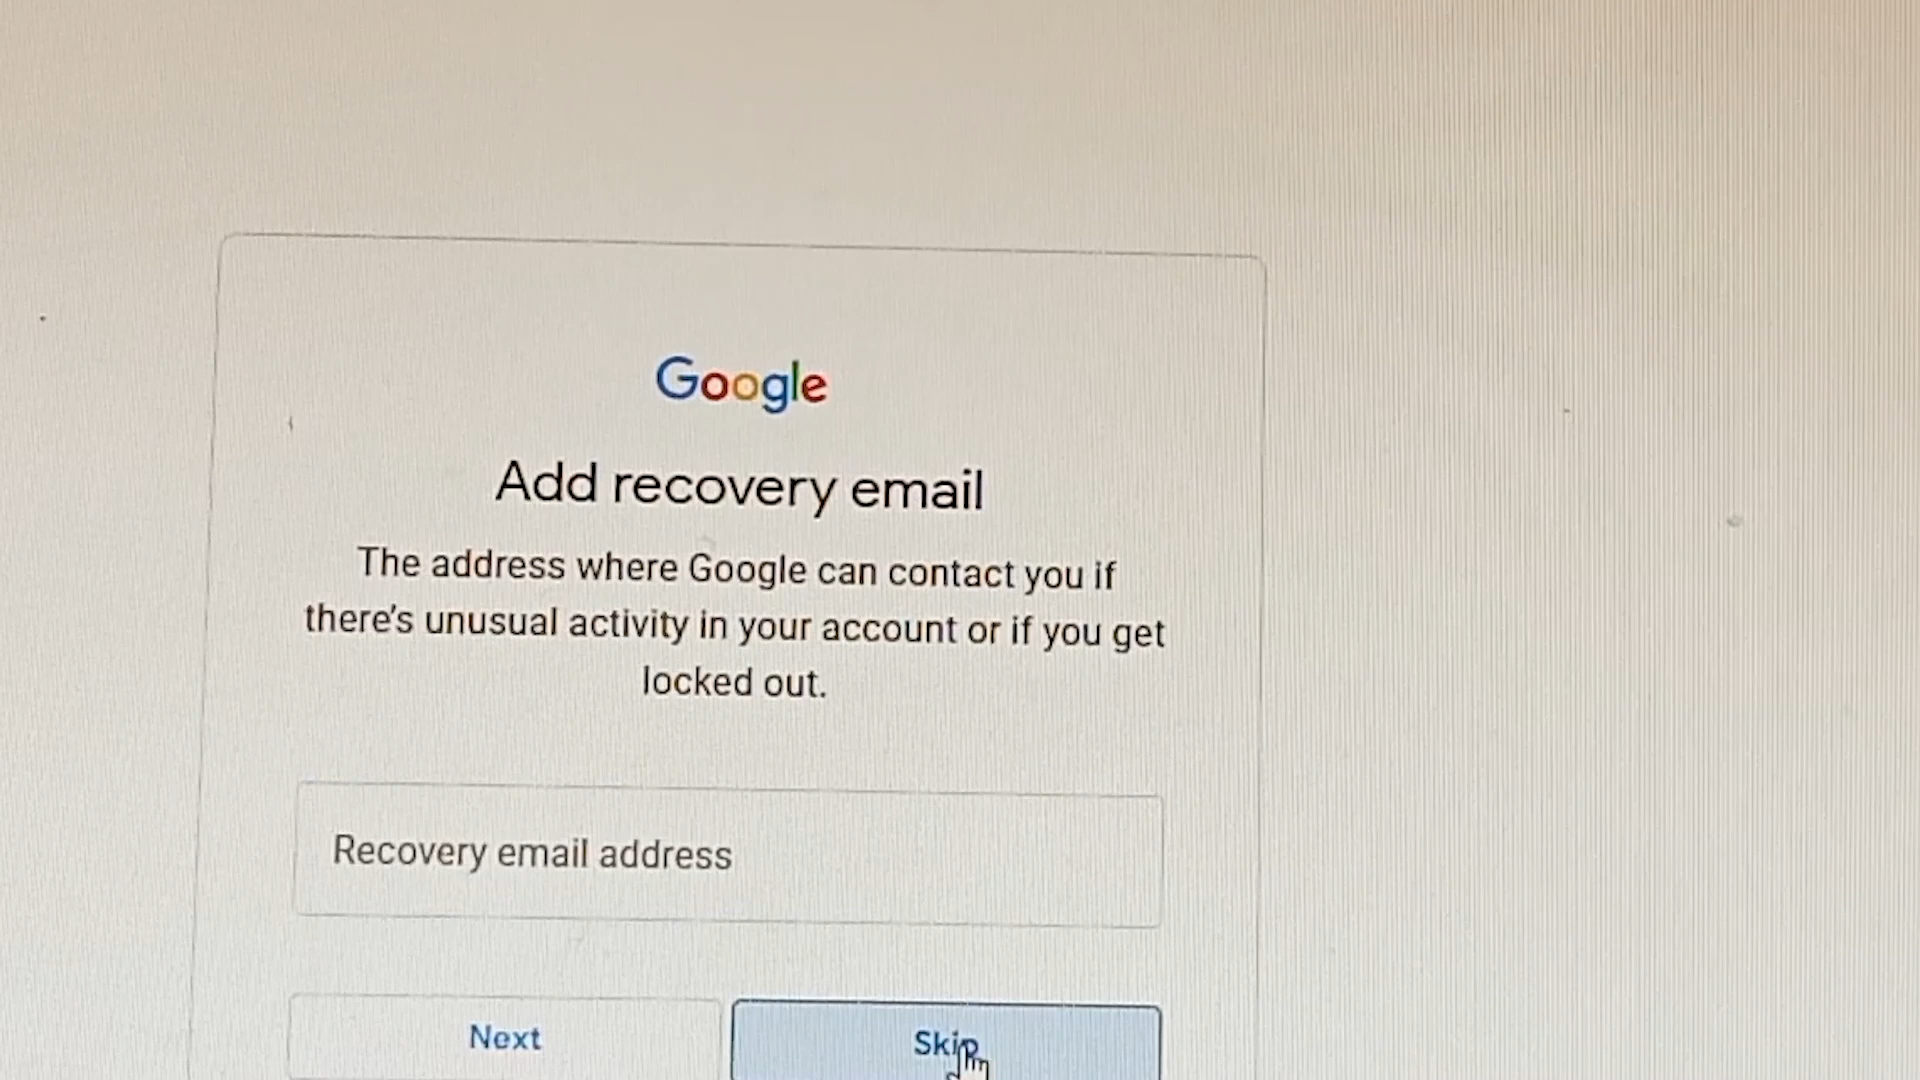 Google
Add recovery email
The address where Google can contact you if
there's unusual activity in your account or if you get
locked out.
Recovery email address
Next
Skip